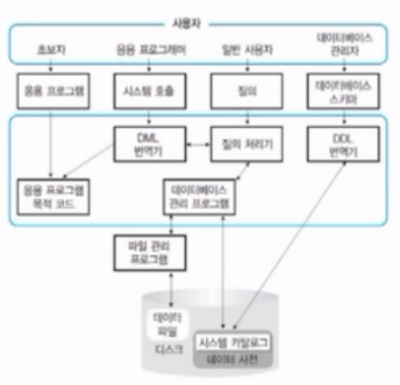 사용자
초보자
응용 프로그래머
일반 사용자
데이터베이스
관리자
응용 프로그램
시스템 호출
질의
데이터베이스
스키마
DML
번역기
질의 처리기
DDL
번역기
응용 프로그램
목적 코드
데이터베이스
관리 프로그램
파일 관리
프로그램
데이터
파일
디스크
시스템 카탈로그
데이터 사전